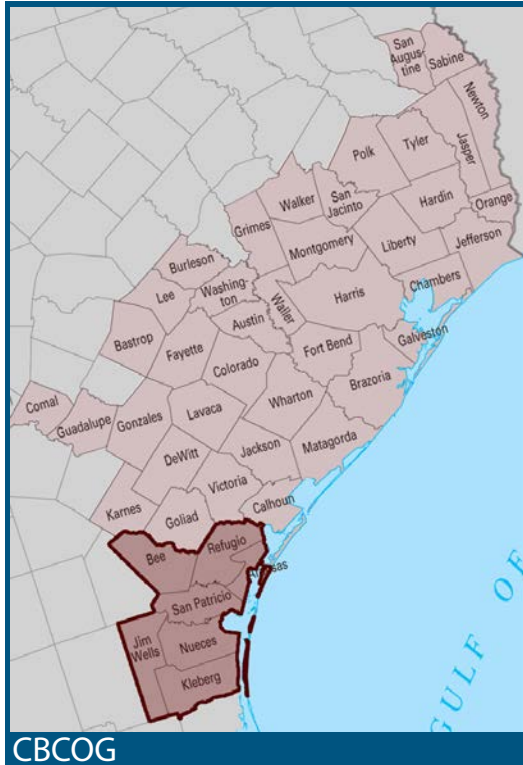 San
Augus-
tine
Sabine
Newton
Polk
Tyler
Jasper
Walker
San
Jacinto
Hardin
Orange
Grimes
Montgomery
Liberty
Jefferson
Burleson
Washing-
ton
Waller
Harris
Chambers
Lee
Austin
Bastrop
Fayette
Colorado
Fort Bend
Galveston
Brazoria
Comal
Guadalupe
Gonzales
Lavaca
Wharton
DeWitt
Jackson
Matagorda
Victoria
Karnes
Goliad
Calhoun
Bee
Refugio
Aransas
San Patricio
Jim
Wells
Nueces
Kleberg
GULF OF
CBCOG